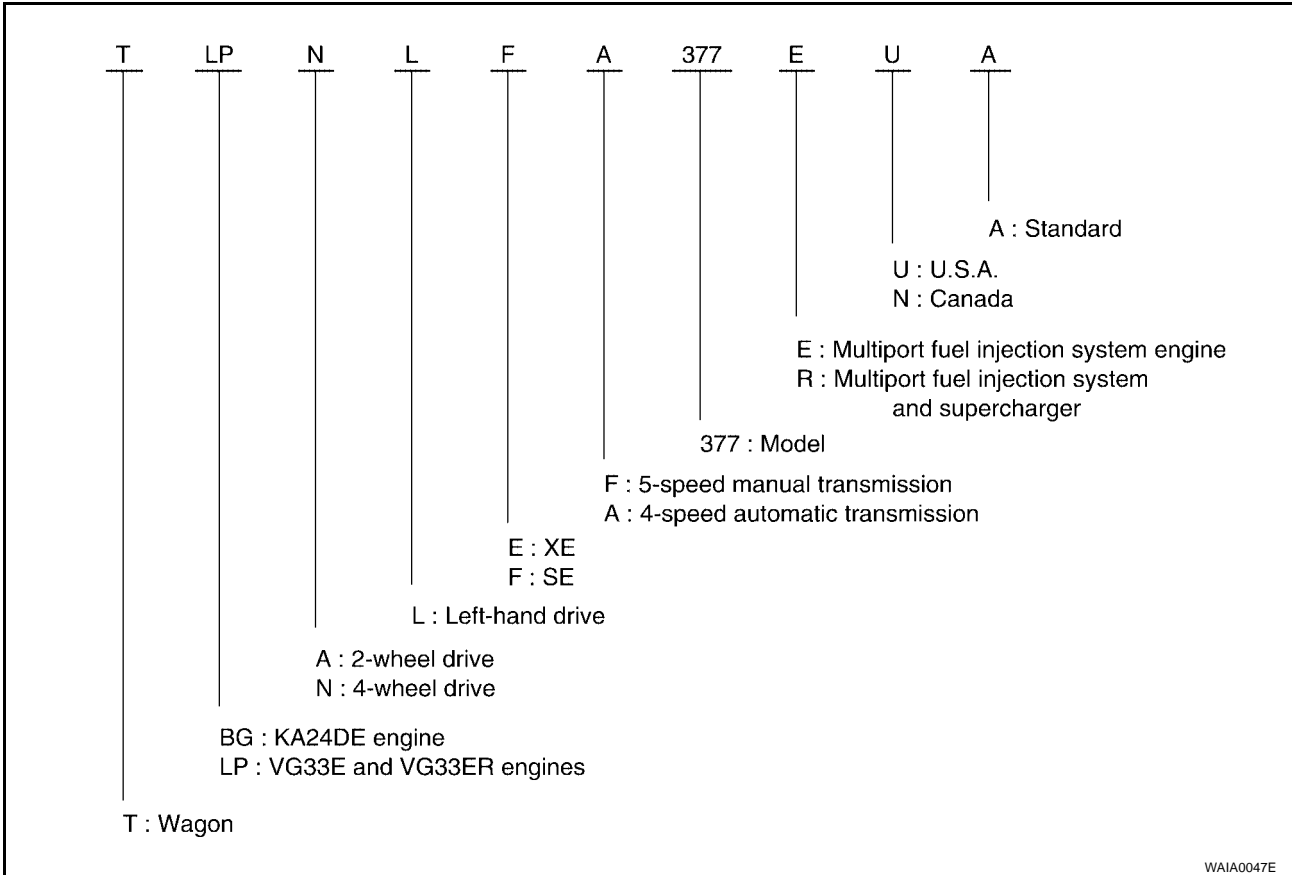 T LP N L F A 377 E U A
A : Standard
U : U.S.A.
N : Canada
E : Multiport fuel injection system engine
R : Multiport fuel injection system
and supercharger
377 : Model
F : 5-speed manual transmission
A : 4-speed automatic transmission
E : XE
F : SE
L : Left-hand drive
A : 2-wheel drive
N : 4-wheel drive
BG : KA24DE engine
LP : VG33E and VG33ER engines
T : Wagon
WAIA0047E